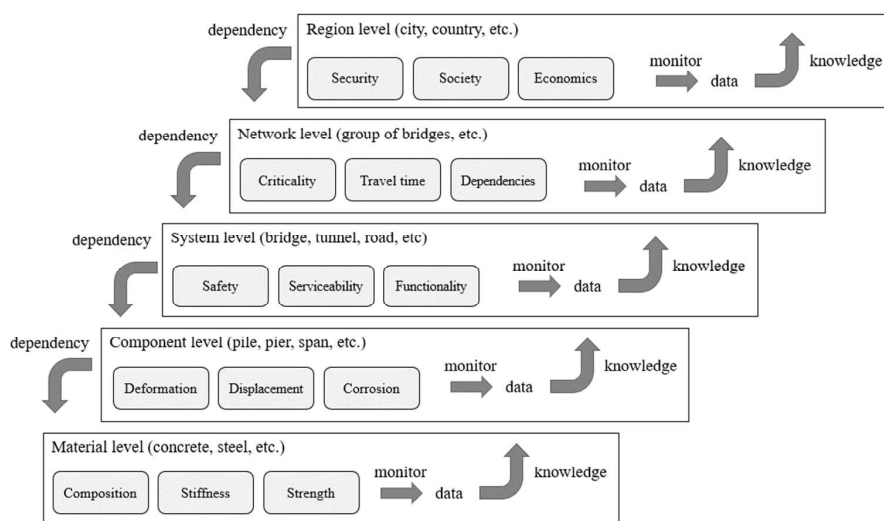 dependency
Region level (city, country, etc.)
Security
Society
Economics
monitor
data
knowledge
dependency
Network level (group of bridges, etc.)
Criticality
Travel time
Dependencies
monitor
data
knowledge
dependency
System level (bridge, tunnel, road, etc)
Safety
Serviceability
Functionality
monitor
data
knowledge
dependency
Component level (pile, pier, span, etc.)
Deformation
Displacement
Corrosion
monitor
data
knowledge
Material level (concrete, steel, etc.)
Composition
Stiffness
Strength
monitor
data
knowledge